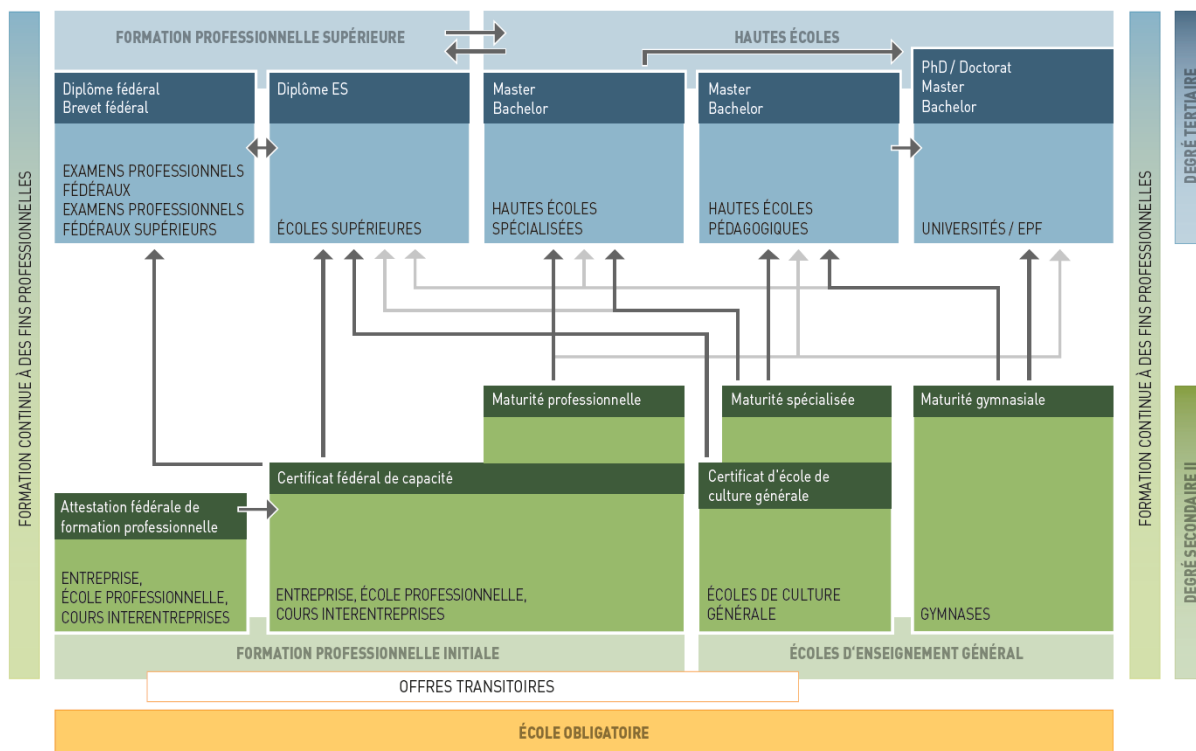 FORMATION PROFESSIONNELLE SUPÉRIEURE
HAUTES ÉCOLES
Diplôme fédéral
Brevet fédéral
EXAMENS PROFESSIONNELS
FÉDÉRAUX
EXAMENS PROFESSIONNELS
FÉDÉRAUX SUPÉRIEURS
Diplôme ES
ÉCOLES SUPÉRIEURES
Master
Bachelor
HAUTES ÉCOLES
SPÉCIALISÉES
Master
Bachelor
HAUTES ÉCOLES
PÉDAGOGIQUES
PhD / Doctorat
Master
Bachelor
UNIVERSITÉS / EPF
FORMATION CONTINUE À DES FINS PROFESSIONNELLES
FORMATION CONTINUE À DES FINS PROFESSIONNELLES
DEGRÉ TERTIAIRE
DEGRÉ SECONDAIRE II
Maturité professionnelle
Maturité spécialisée
Maturité gymnasiale
Certificat fédéral de capacité
Certificat d'école de
culture générale
Attestation fédérale de
formation professionnelle
ENTREPRISE,
ÉCOLE PROFESSIONNELLE,
COURS INTERENTREPRISES
ENTREPRISE, ÉCOLE PROFESSIONNELLE,
COURS INTERENTREPRISES
ÉCOLES DE CULTURE
GÉNÉRALE
GYMNASES
FORMATION PROFESSIONNELLE INITIALE
ÉCOLES D'ENSEIGNEMENT GÉNÉRAL
OFFRES TRANSITOIRES
ÉCOLE OBLIGATOIRE